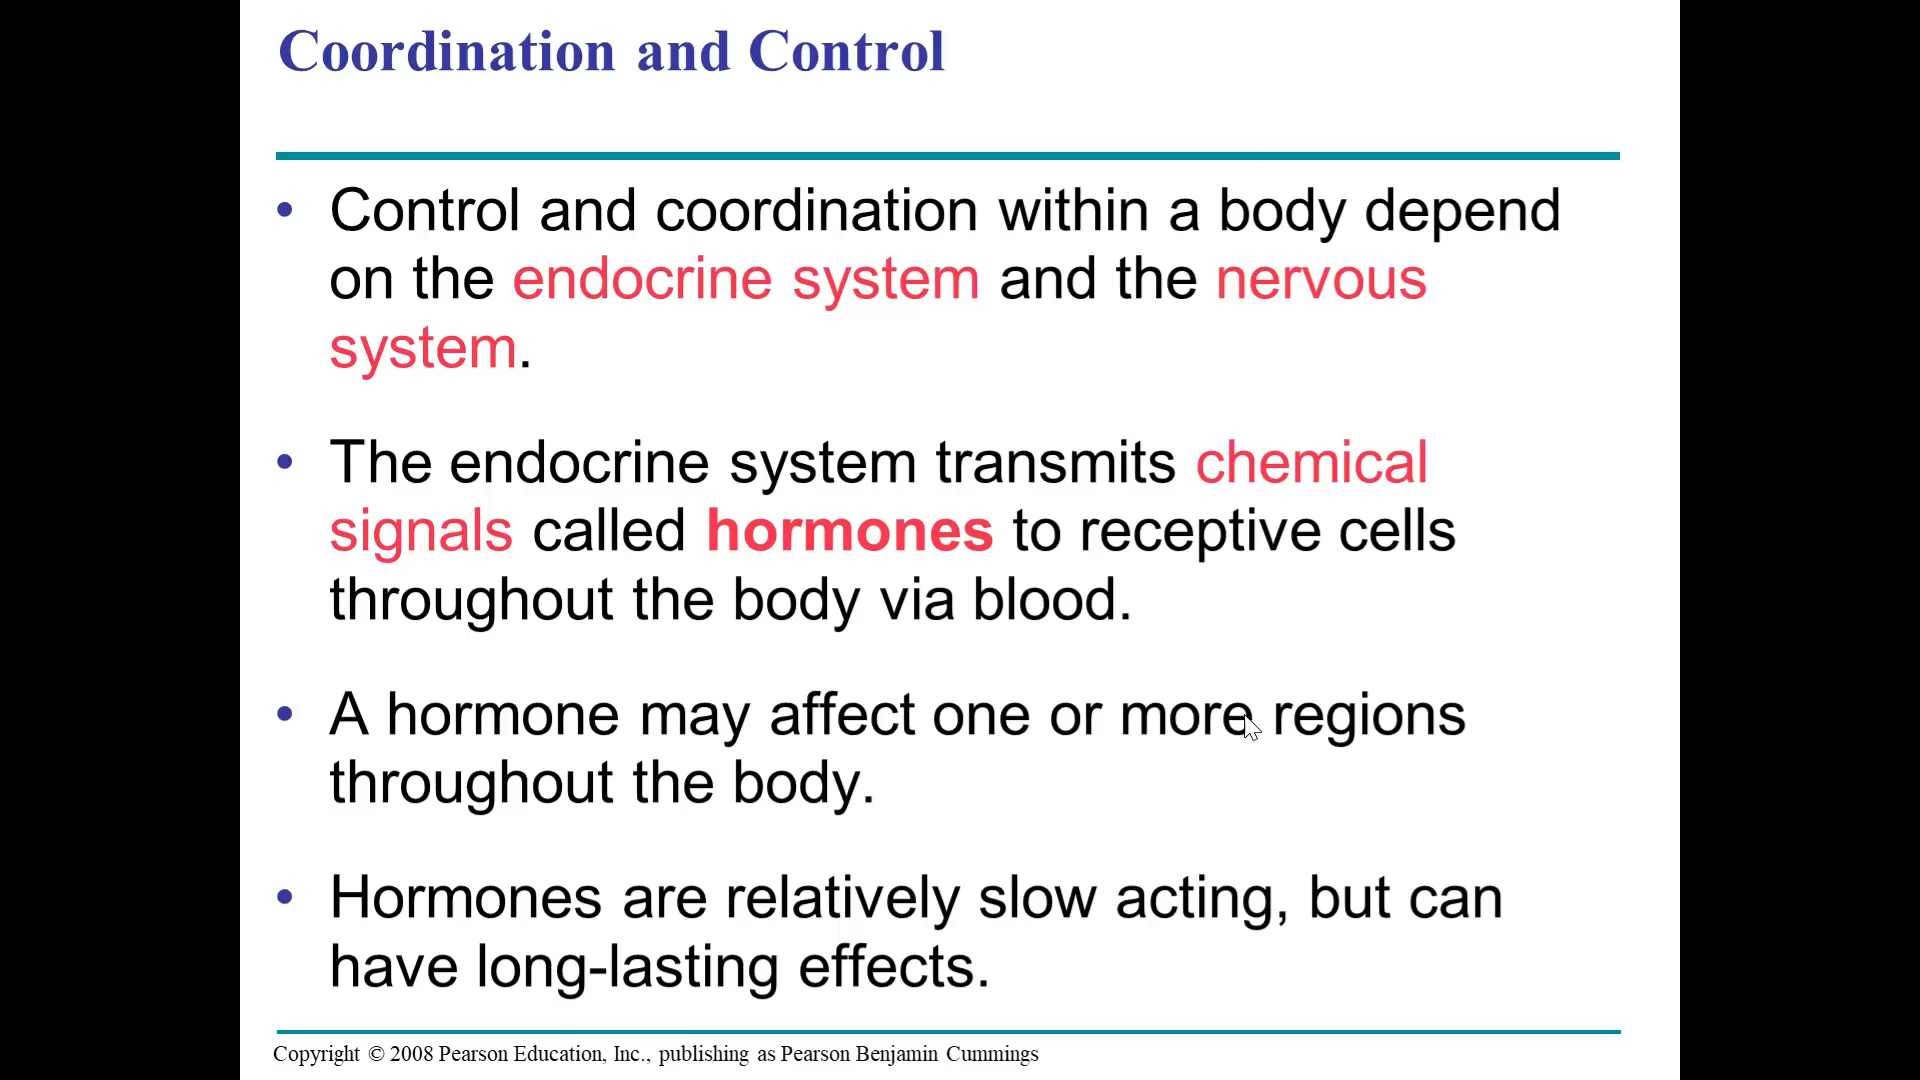 Coordination and Control
• Control and coordination within a body depend
on the endocrine system and the nervous
system.
• The endocrine system transmits chemical
signals called hormones to receptive cells
throughout the body via blood.
• A hormone may affect one or more regions
throughout the body.
• Hormones are relatively slow acting, but can
have long-lasting effects.
Copyright © 2008 Pearson Education, Inc., publishing as Pearson Benjamin Cummings